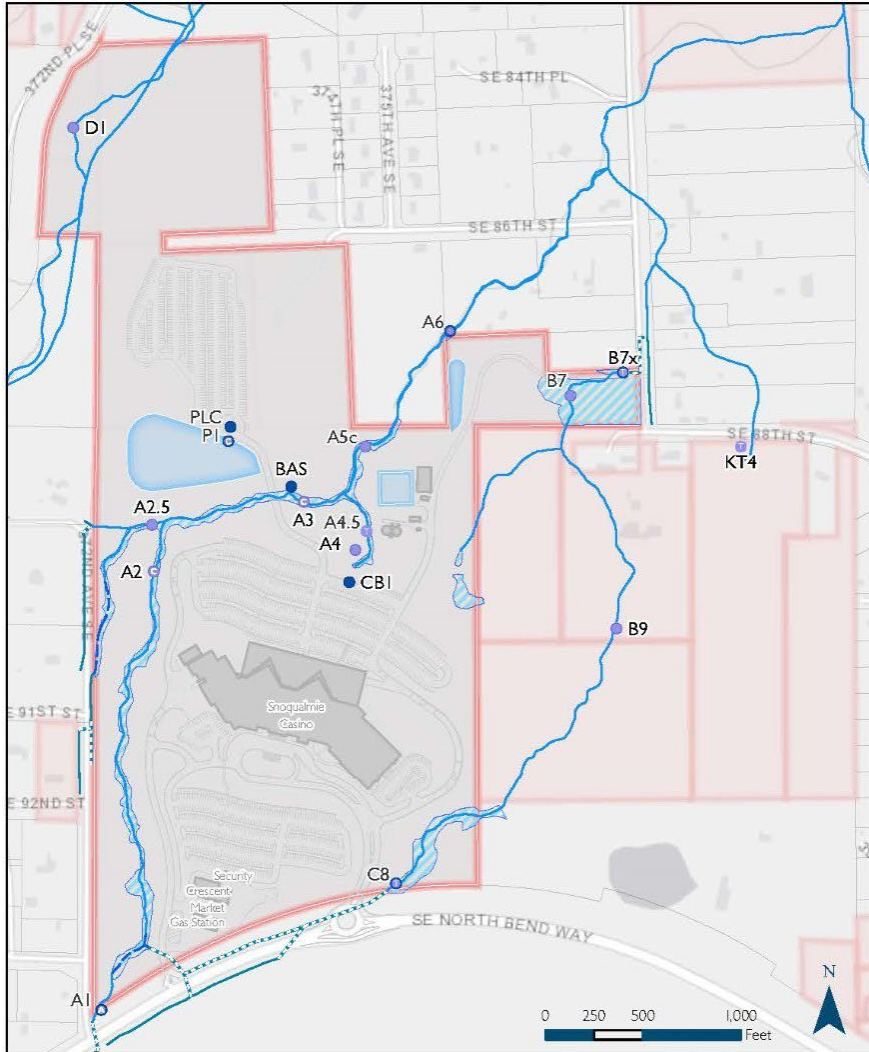 372ND PL SE
SE 84TH PL
374TH PL SE
375TH AVE SE
D1
SE 86TH ST
A6
B7x
B7
PLC
P1
A5c
SE 88TH ST
KT4
BAS
A3
A2.5
A4.5
A4
A2
CB1
372ND AVE SE
B9
Snoqualmie
Casino
E 91ST ST
E 92ND ST
Security
Crescent
Market
Gas Station
C8
SE NORTH BEND WAY
A1
N
0 250 500 1,000
Feet